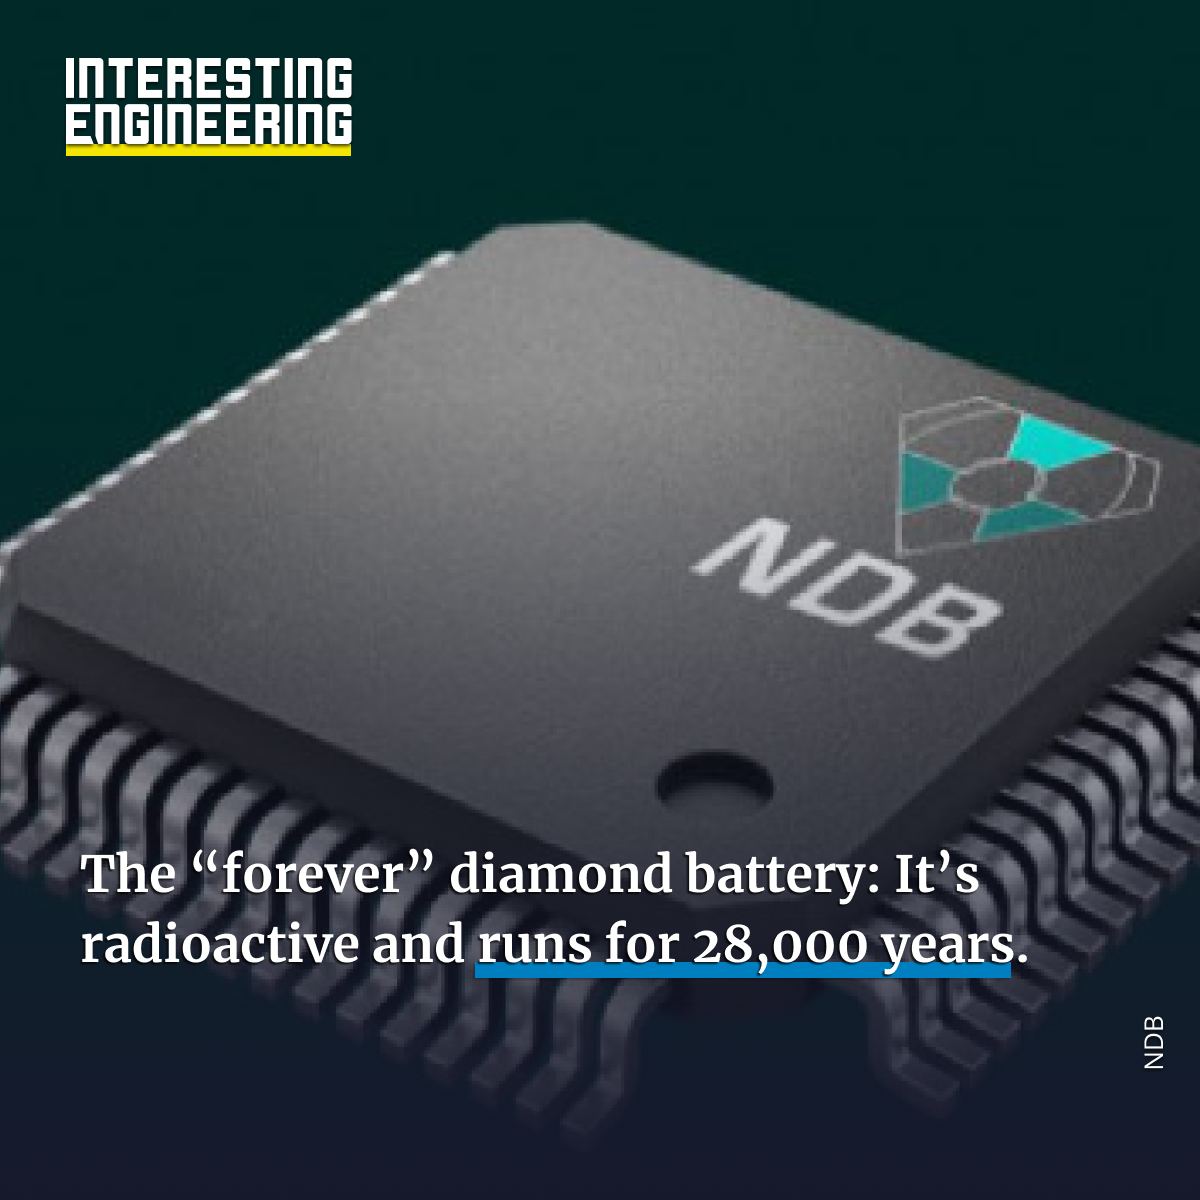 INTERESTING
ENGINEERING
NDB
The “forever” diamond battery: It’s
radioactive and runs for 28,000 years.
NDB